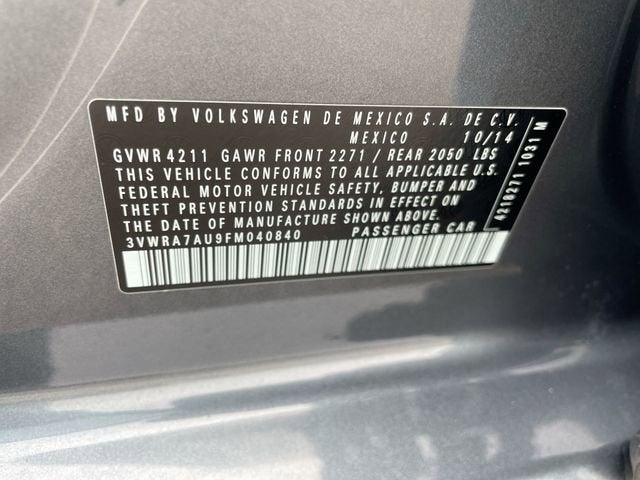 MFD BY VOLKSWAGEN DE MEXICO S.A. DE C.V.
MEXICO 10/14
GVWR 4211 GAWR FRONT 2271 / REAR 2050 LBS
THIS VEHICLE CONFORMS TO ALL APPLICABLE U.S.
FEDERAL MOTOR VEHICLE SAFETY, BUMPER AND
THEFT PREVENTION STANDARDS IN EFFECT ON
THE DATE OF MANUFACTURE SHOWN ABOVE
3VWRA7AU9FM040840 PASSENGER CAR
4218271 1031 M